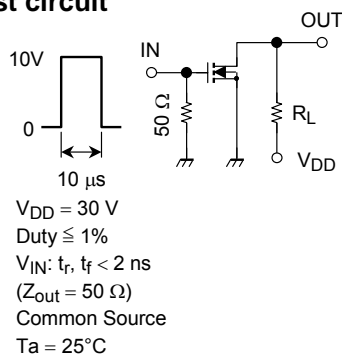 st circuit
OUT
IN
10V
0
50 Ω
RL
VDD
10 μs
VDD = 30 V
Duty ≦ 1%
VIN: tr, tf < 2 ns
(Zout = 50 Ω)
Common Source
Ta = 25°C